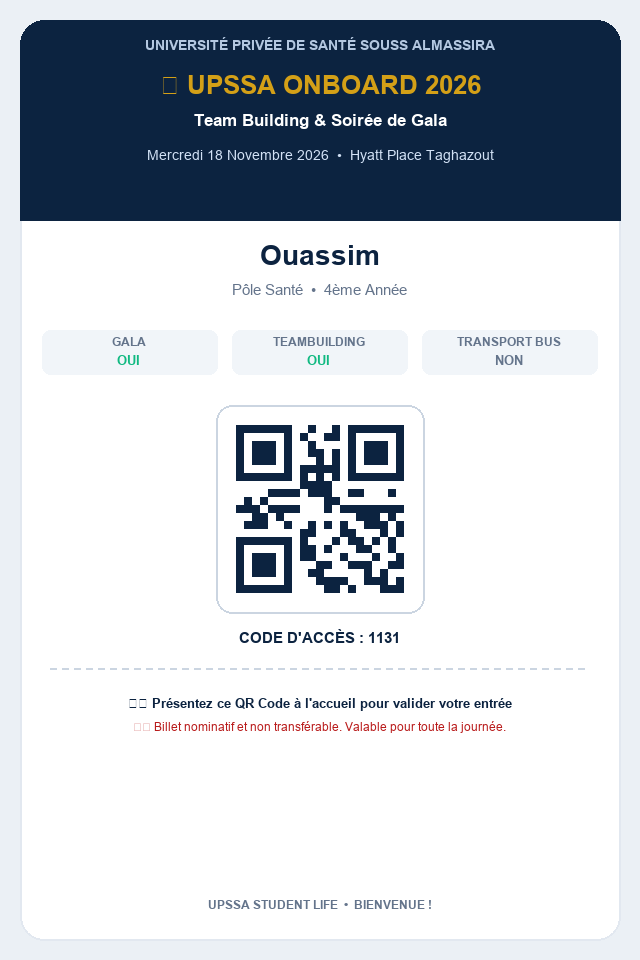 UNIVERSITÉ PRIVÉE DE SANTÉ SOUSS ALMASSIRA
UPSSA ONBOARD 2026
Team Building & Soirée de Gala
Mercredi 18 Novembre 2026 • Hyatt Place Taghazout
Ouassim
Pôle Santé • 4ème Année
GALA
OUI
TEAMBUILDING
OUI
TRANSPORT BUS
NON
CODE D'ACCÈS : 1131
Présentez ce QR Code à l'accueil pour valider votre entrée
Billet nominatif et non transférable. Valable pour toute la journée.
UPSSA STUDENT LIFE • BIENVENUE !